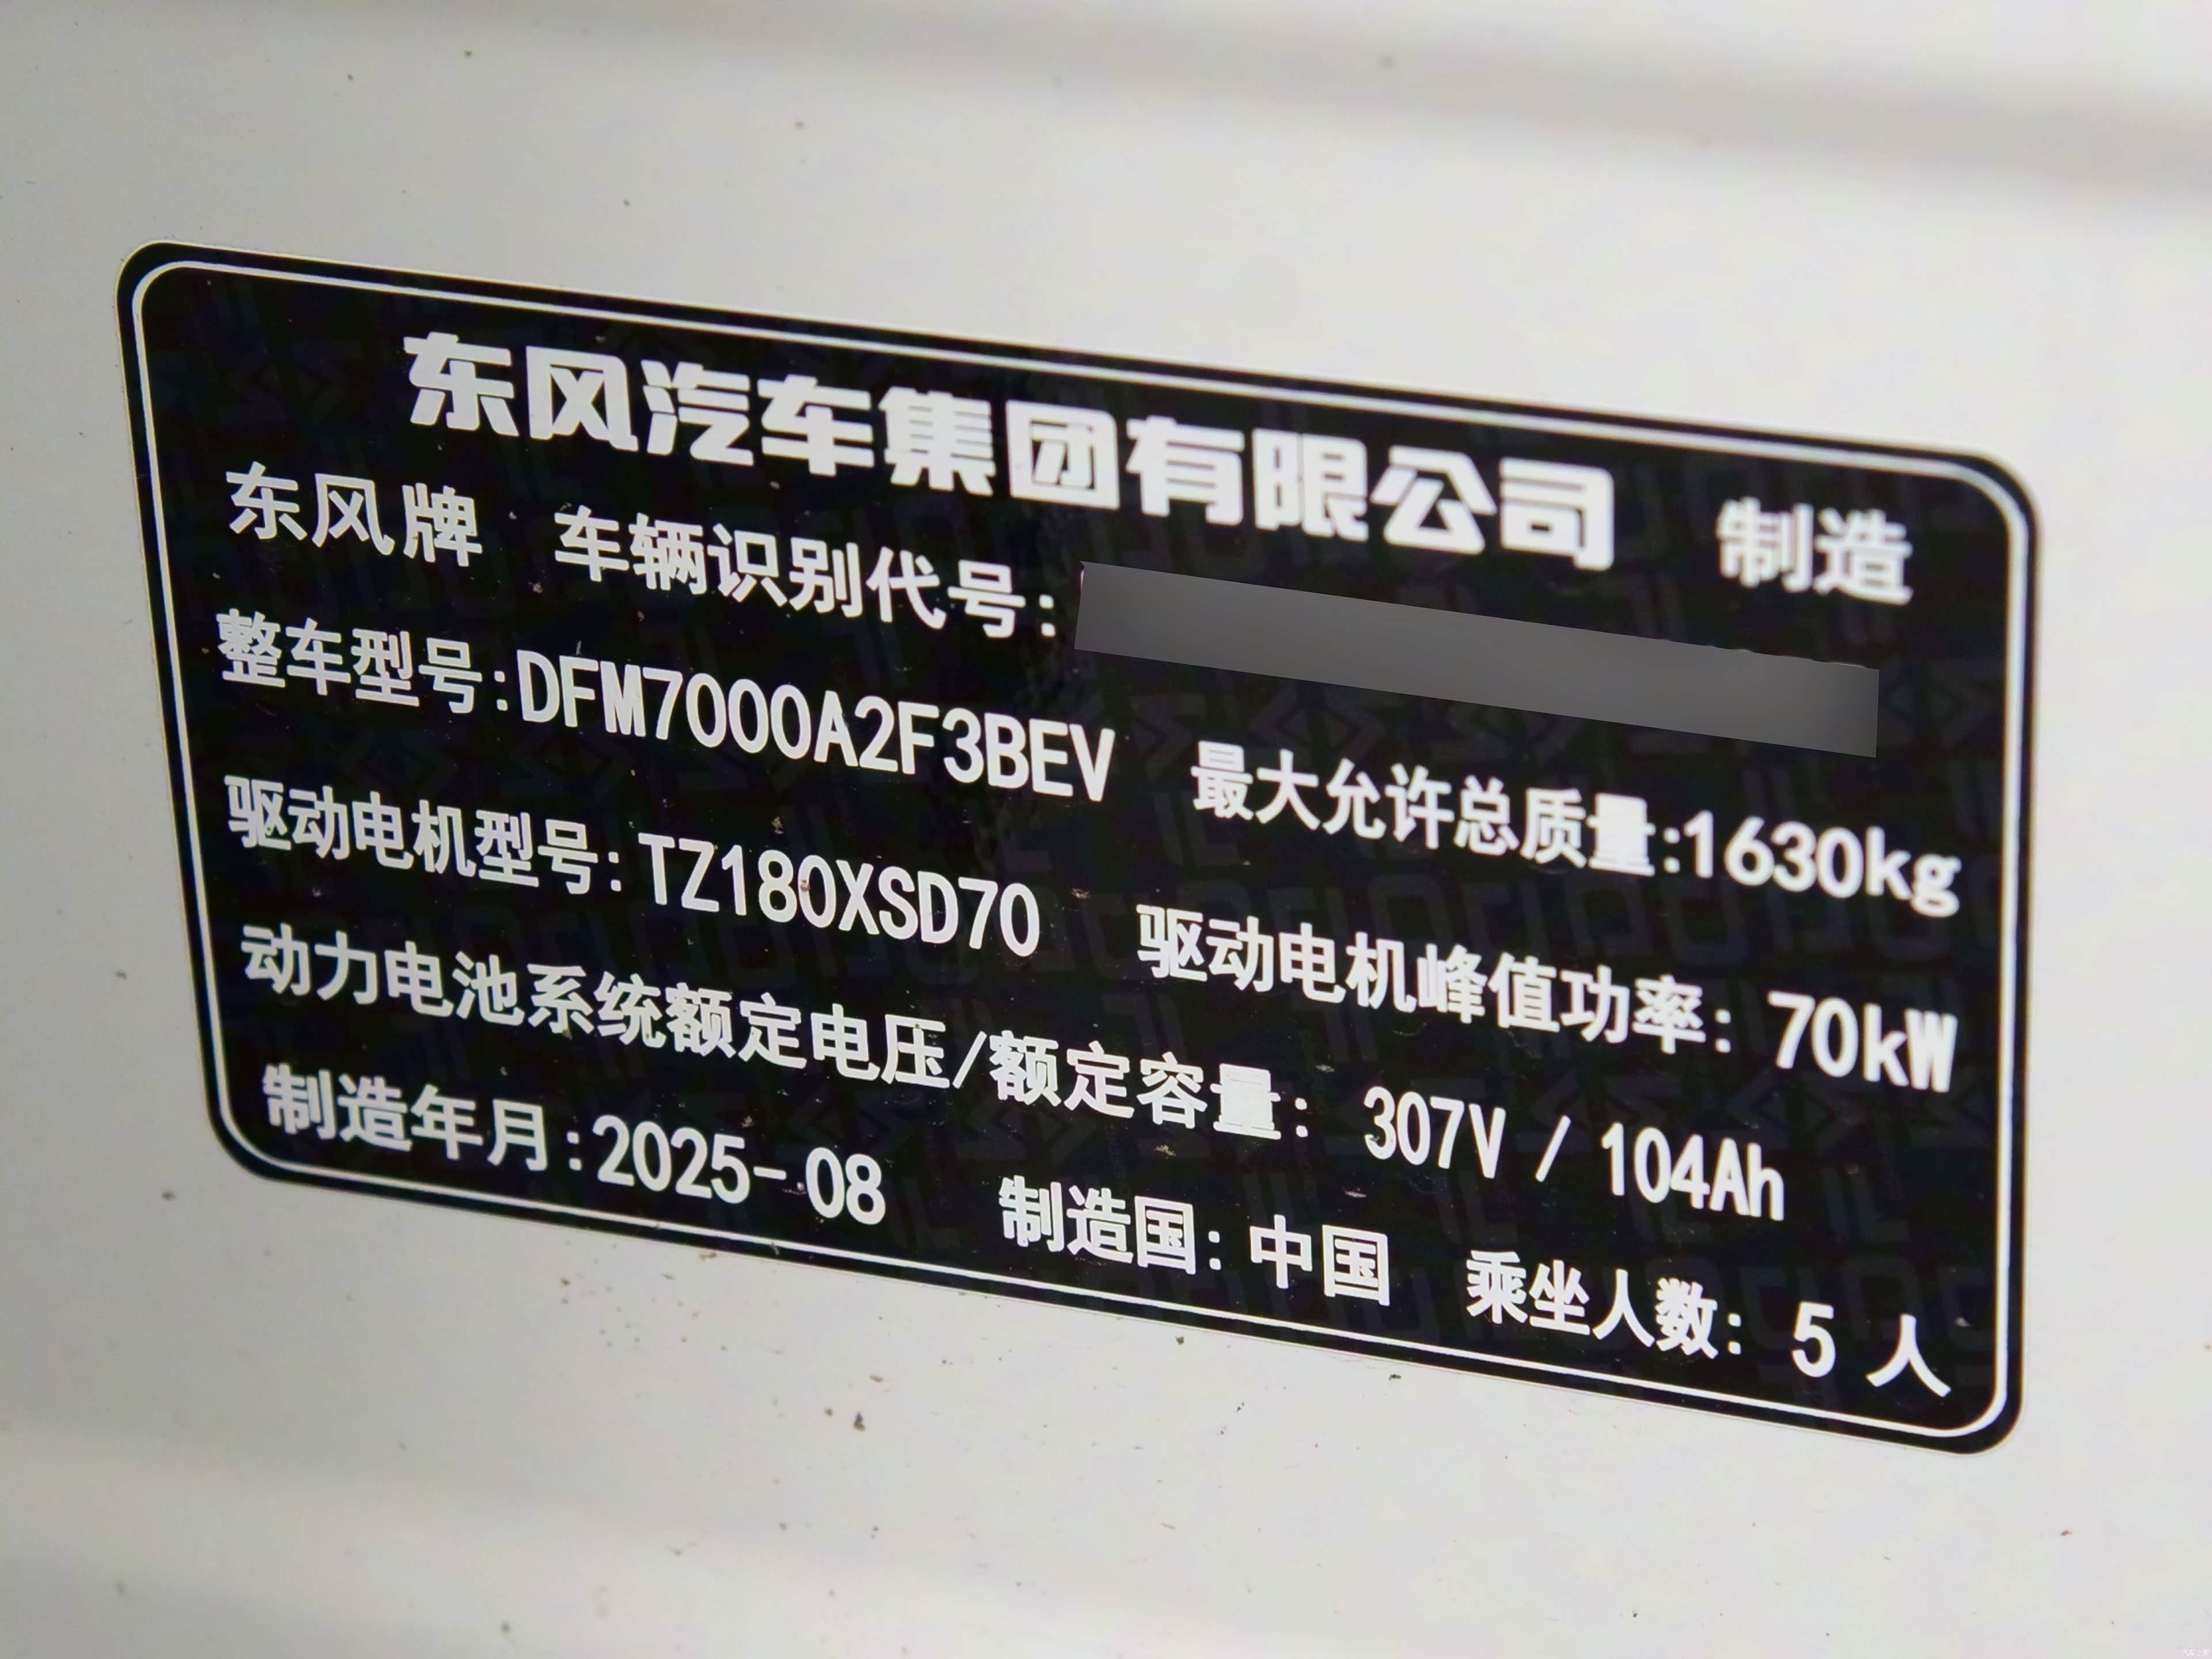 东风汽车集团有限公司 制造
东风牌 车辆识别代号:
整车型号:DFM7000A2F3BEV 最大允许总质量:1630kg
驱动电机型号:TZ180XSD70 驱动电机峰值功率:70kW
动力电池系统额定电压/额定容量:307V / 104Ah
制造年月:2025-08 制造国:中国 乘坐人数:5 人
汽车之家